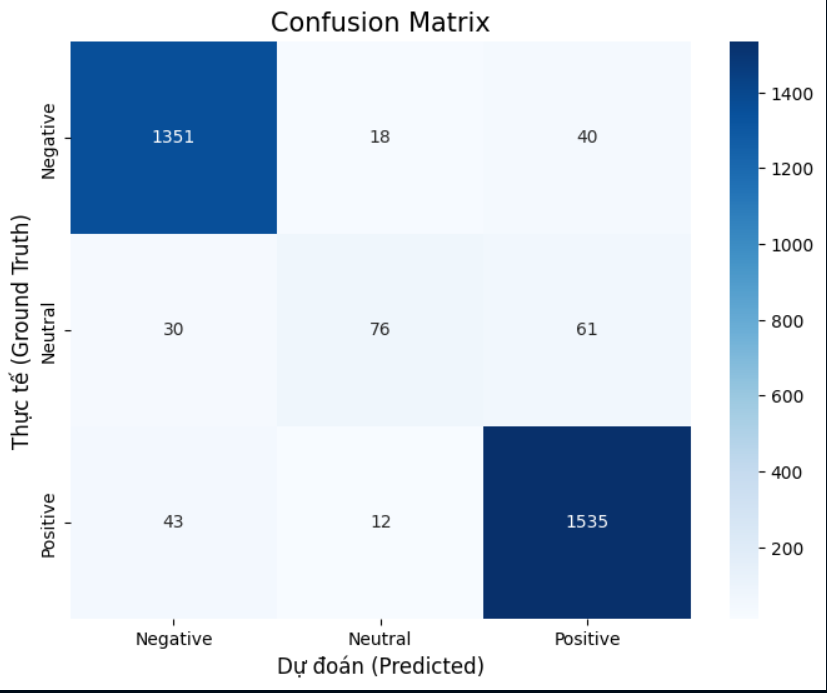 Confusion Matrix
Thực tế (Ground Truth)
Negative
Neutral
Positive
1351 18 40
30 76 61
43 12 1535
Negative Neutral Positive
Dự đoán (Predicted)
1400
1200
1000
800
600
400
200